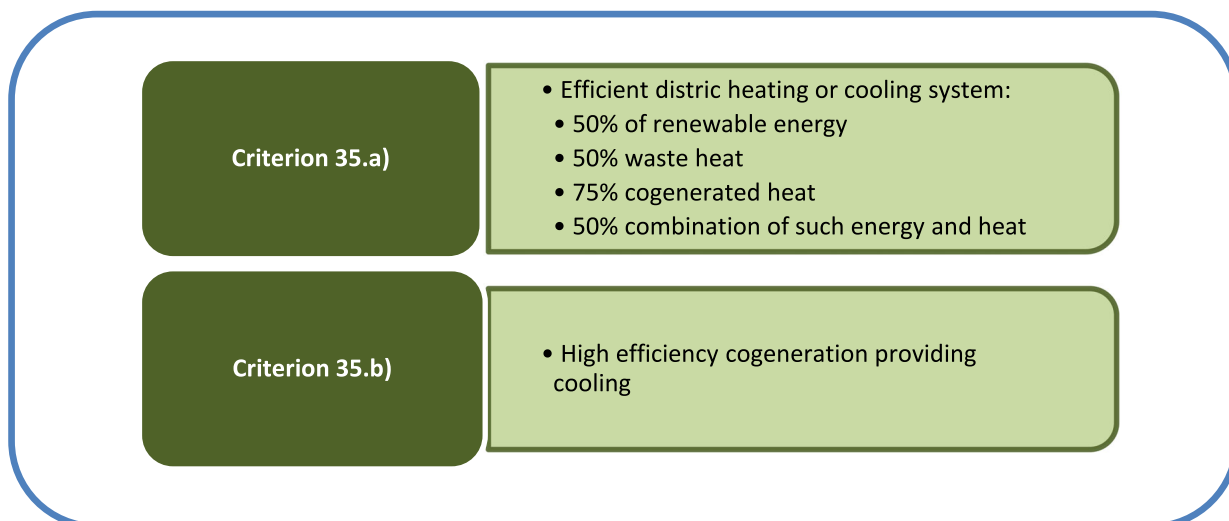 Criterion 35.a)
• Efficient distric heating or cooling system:
• 50% of renewable energy
• 50% waste heat
• 75% cogenerated heat
• 50% combination of such energy and heat
Criterion 35.b)
• High efficiency cogeneration providing
cooling